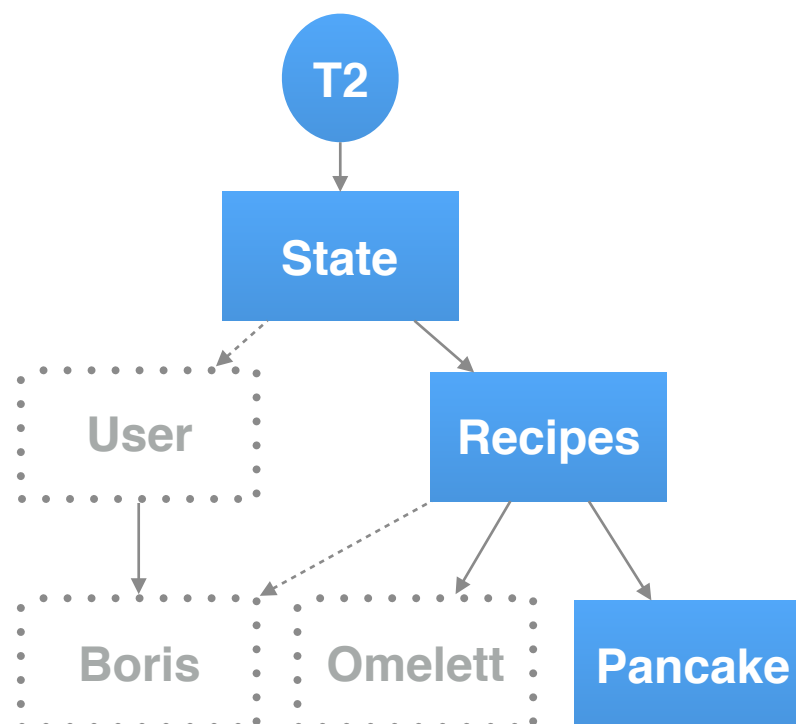 T2
State
User
Recipes
Boris
Omelett
Pancake